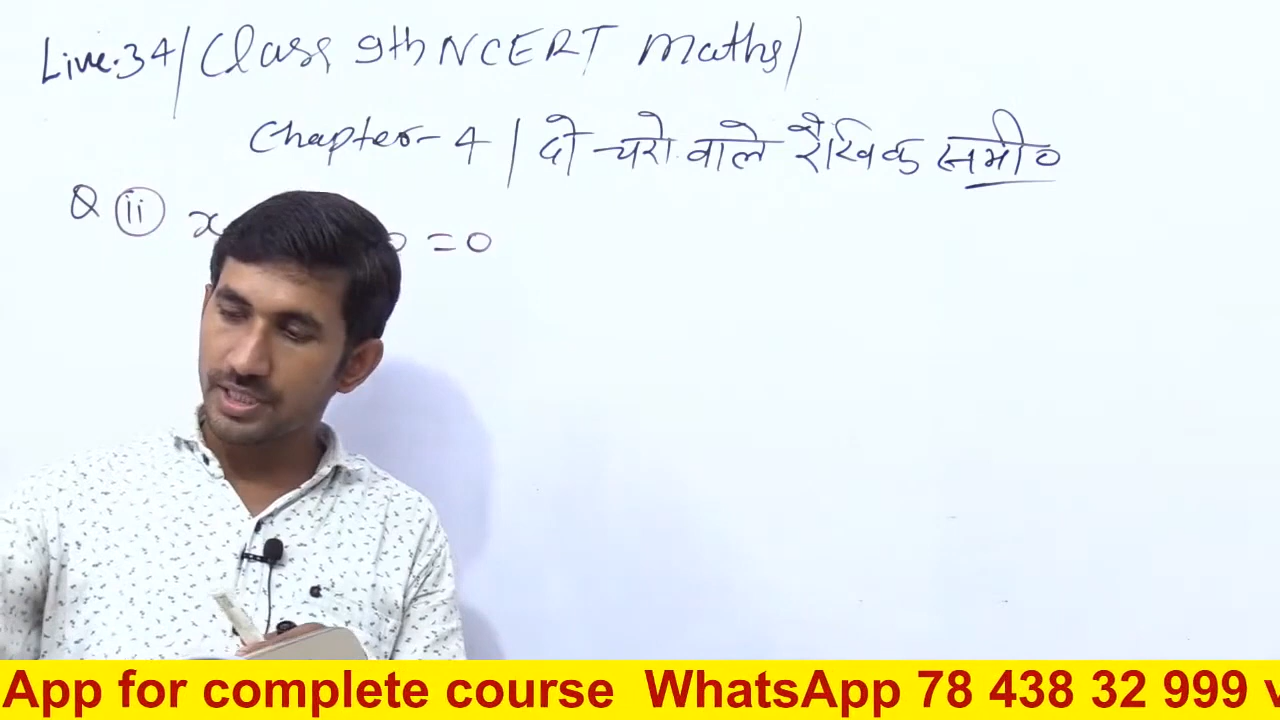 Live.34/Class 9th NCERT Maths/
Chapter-4 | दो चरो वाले रैखिक समी०
Q (ii) x 0 = 0
App for complete course WhatsApp 78 438 32 999 v